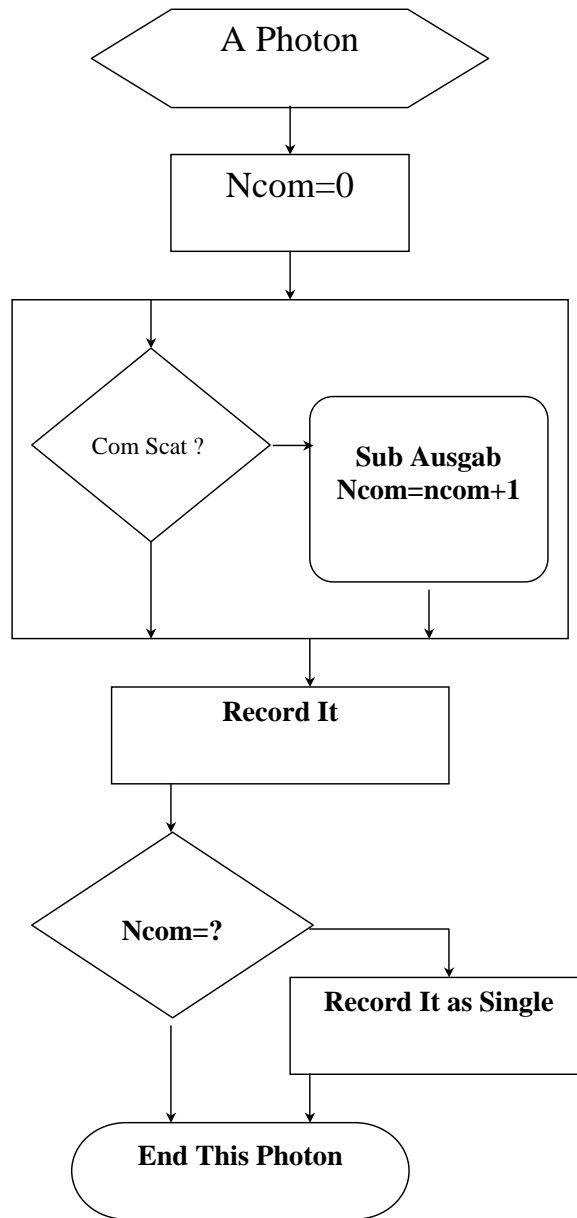 A Photon
Ncom=0
Com Scat ?
Sub Ausgab
Ncom=ncom+1
Record It
Ncom=?
Record It as Single
End This Photon